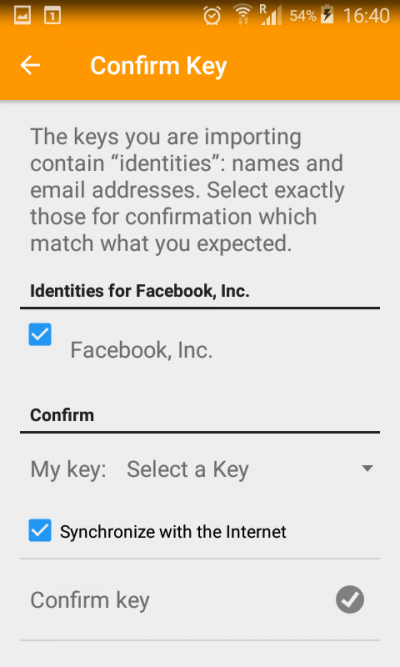 R 54% 16:40
1
Confirm Key
The keys you are importing
contain “identities”: names and
email addresses. Select exactly
those for confirmation which
match what you expected.
Identities for Facebook, Inc.
Facebook, Inc.
Confirm
My key: Select a Key
Synchronize with the Internet
Confirm key